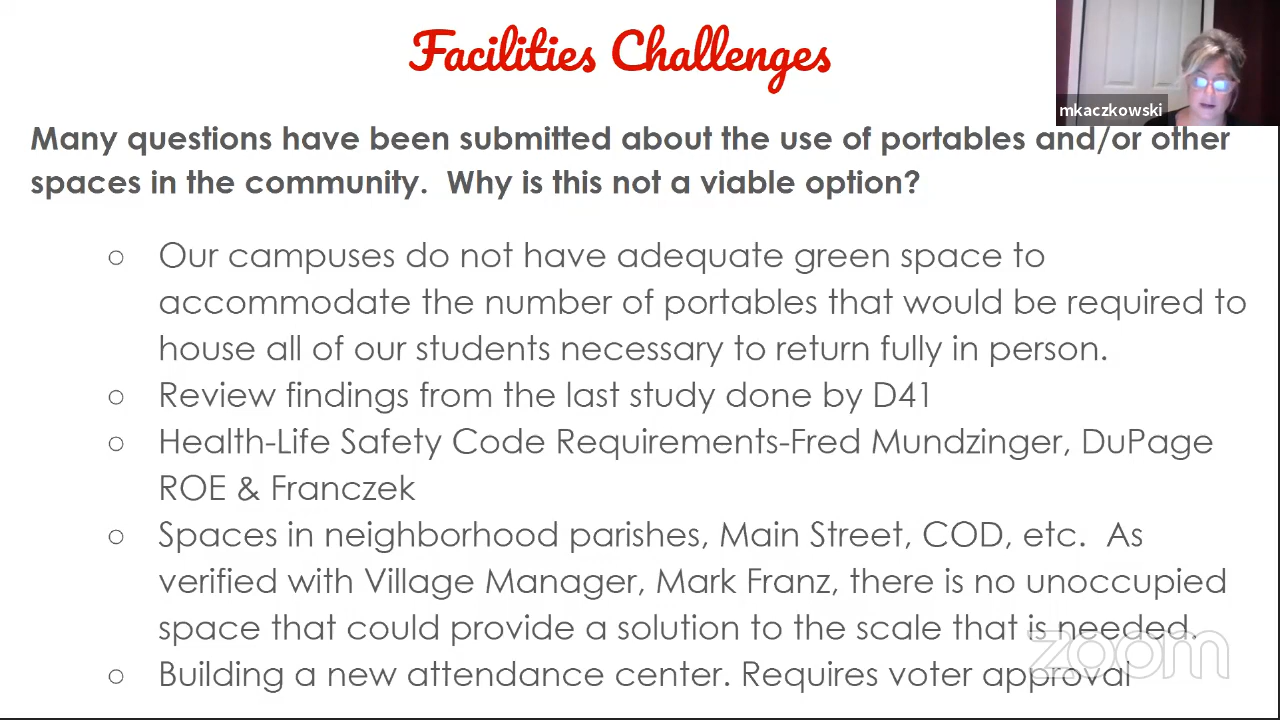 Facilities Challenges
mkaczkowski
Many questions have been submitted about the use of portables and/or other
spaces in the community.  Why is this not a viable option?
○ Our campuses do not have adequate green space to
accommodate the number of portables that would be required to
house all of our students necessary to return fully in person.
○ Review findings from the last study done by D41
○ Health-Life Safety Code Requirements-Fred Mundzinger, DuPage
ROE & Franczek
○ Spaces in neighborhood parishes, Main Street, COD, etc.  As
verified with Village Manager, Mark Franz, there is no unoccupied
space that could provide a solution to the scale that is needed.
○ Building a new attendance center. Requires voter approval
zoom